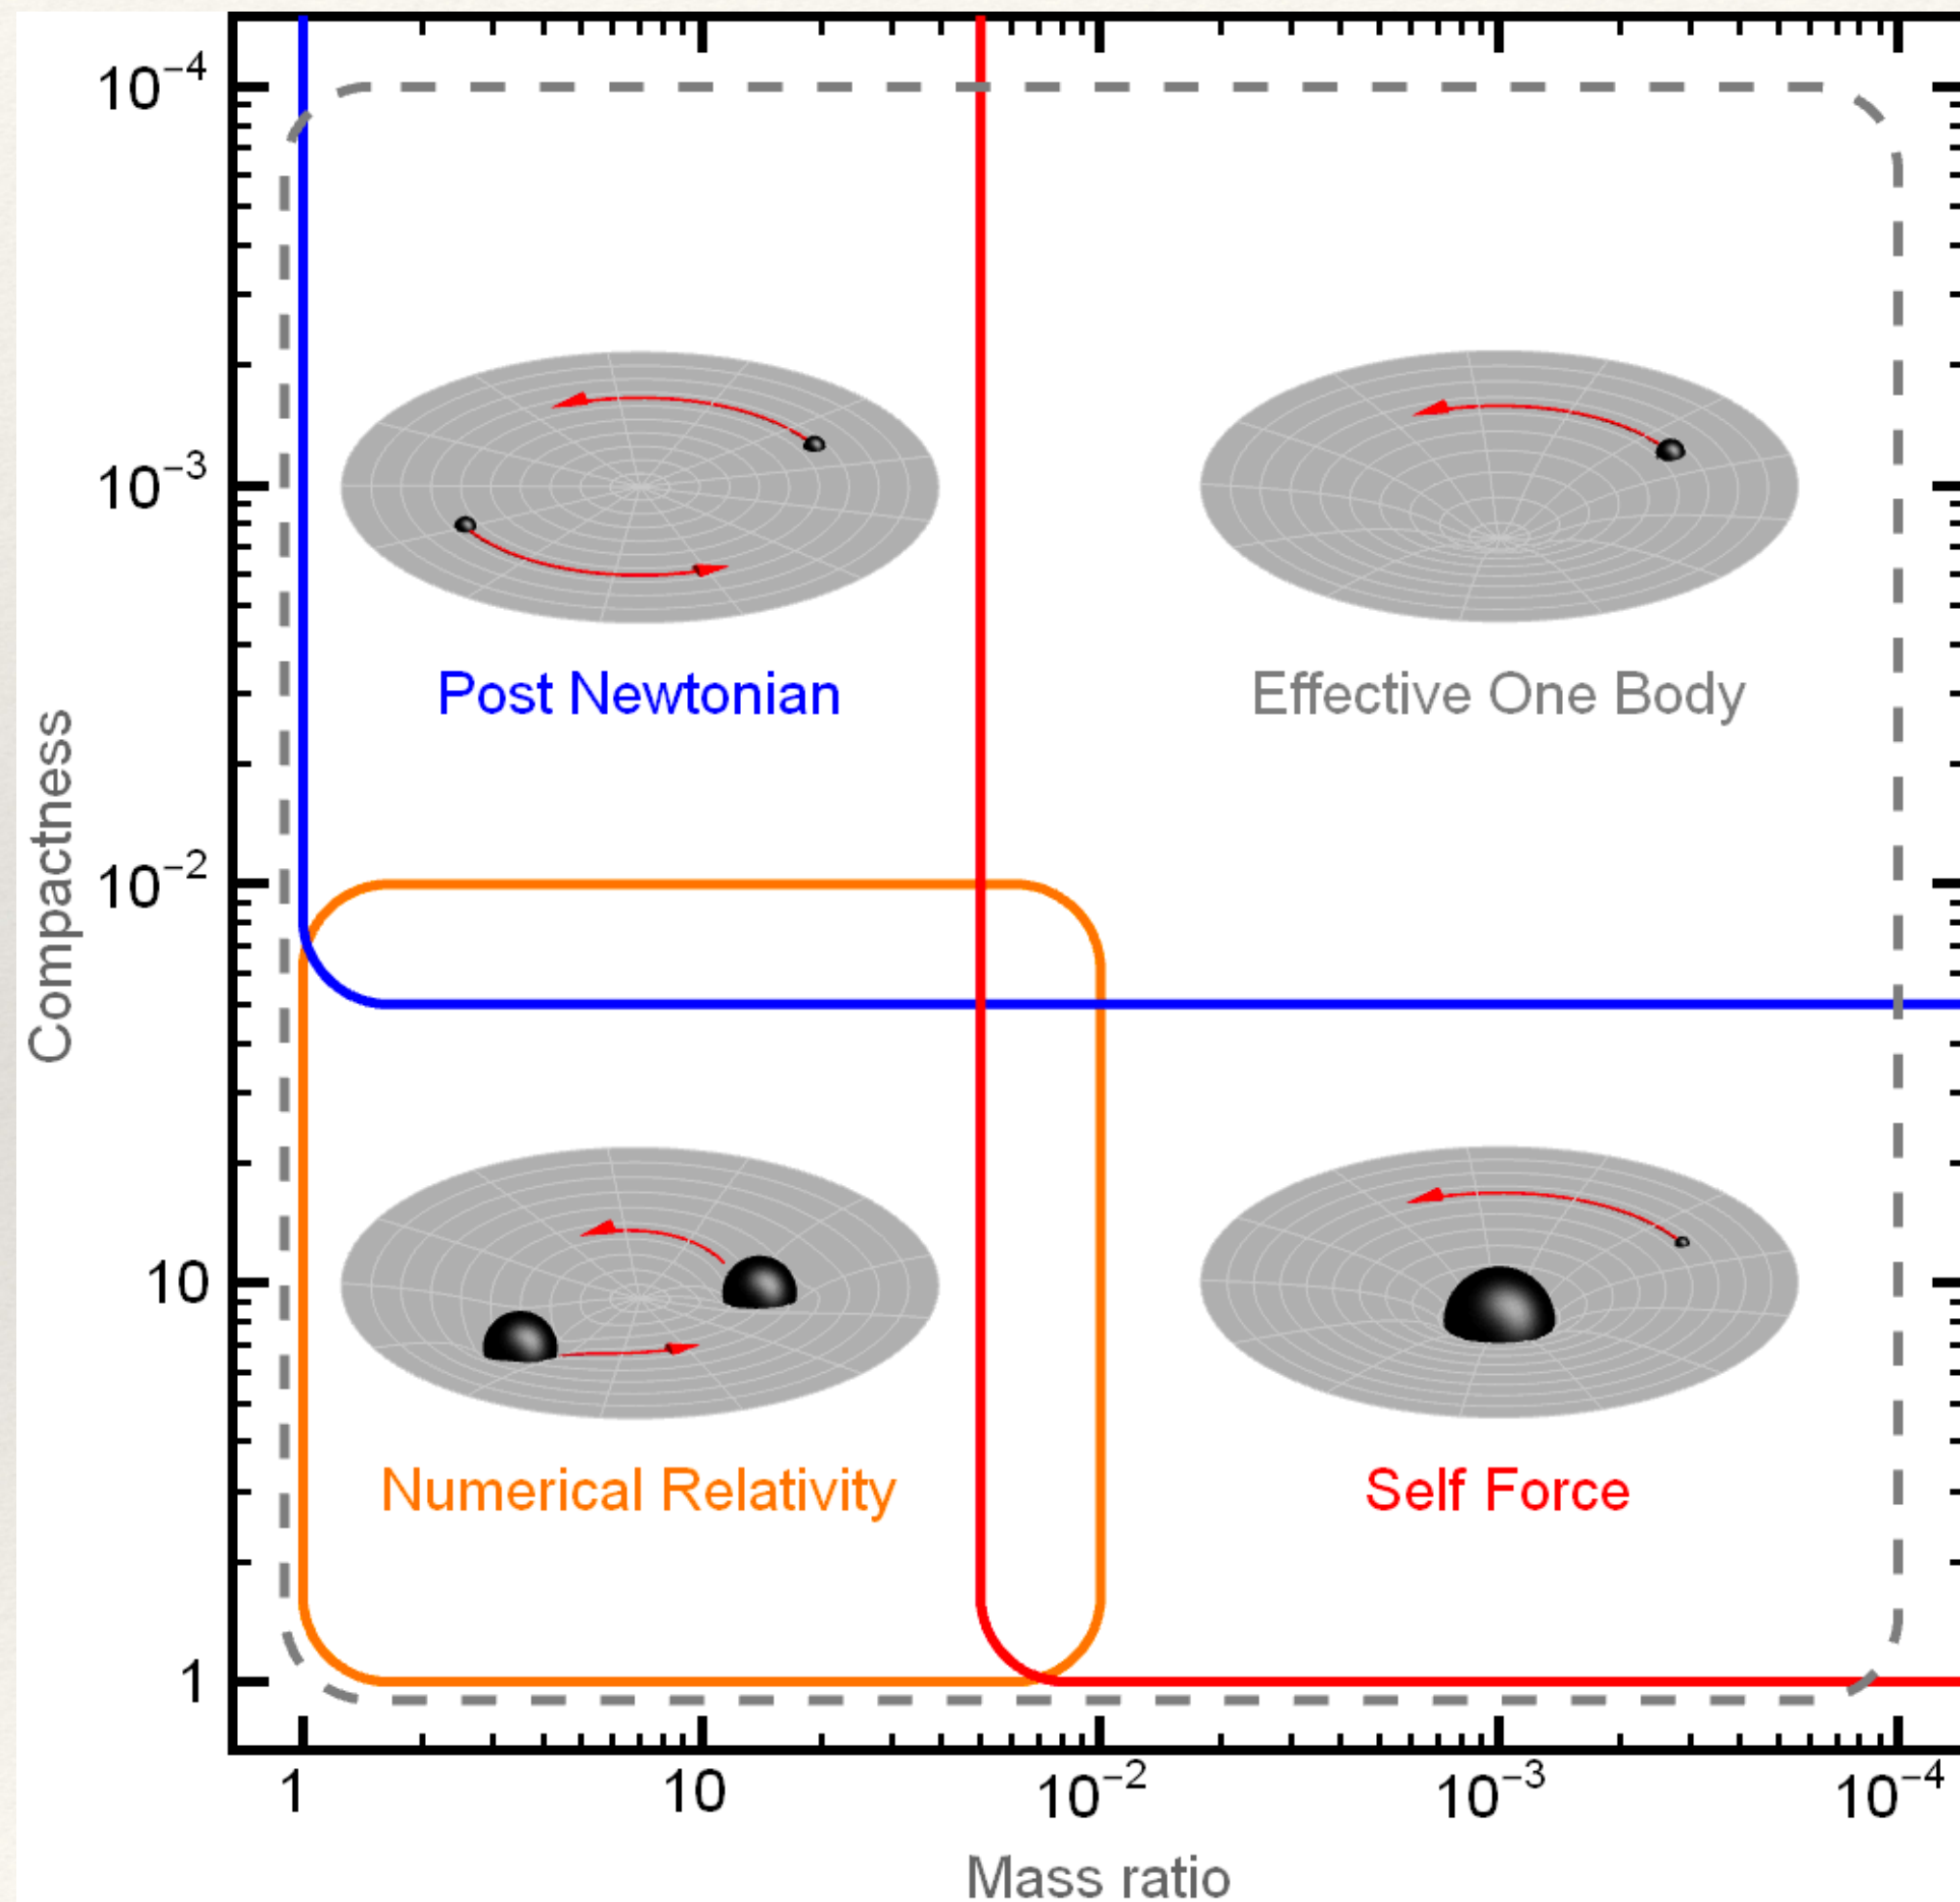 10⁻⁴
10⁻³
Post Newtonian
Effective One Body
Compactness
10⁻²
10
Numerical Relativity
Self Force
1
1
10
10⁻²
10⁻³
10⁻⁴
Mass ratio